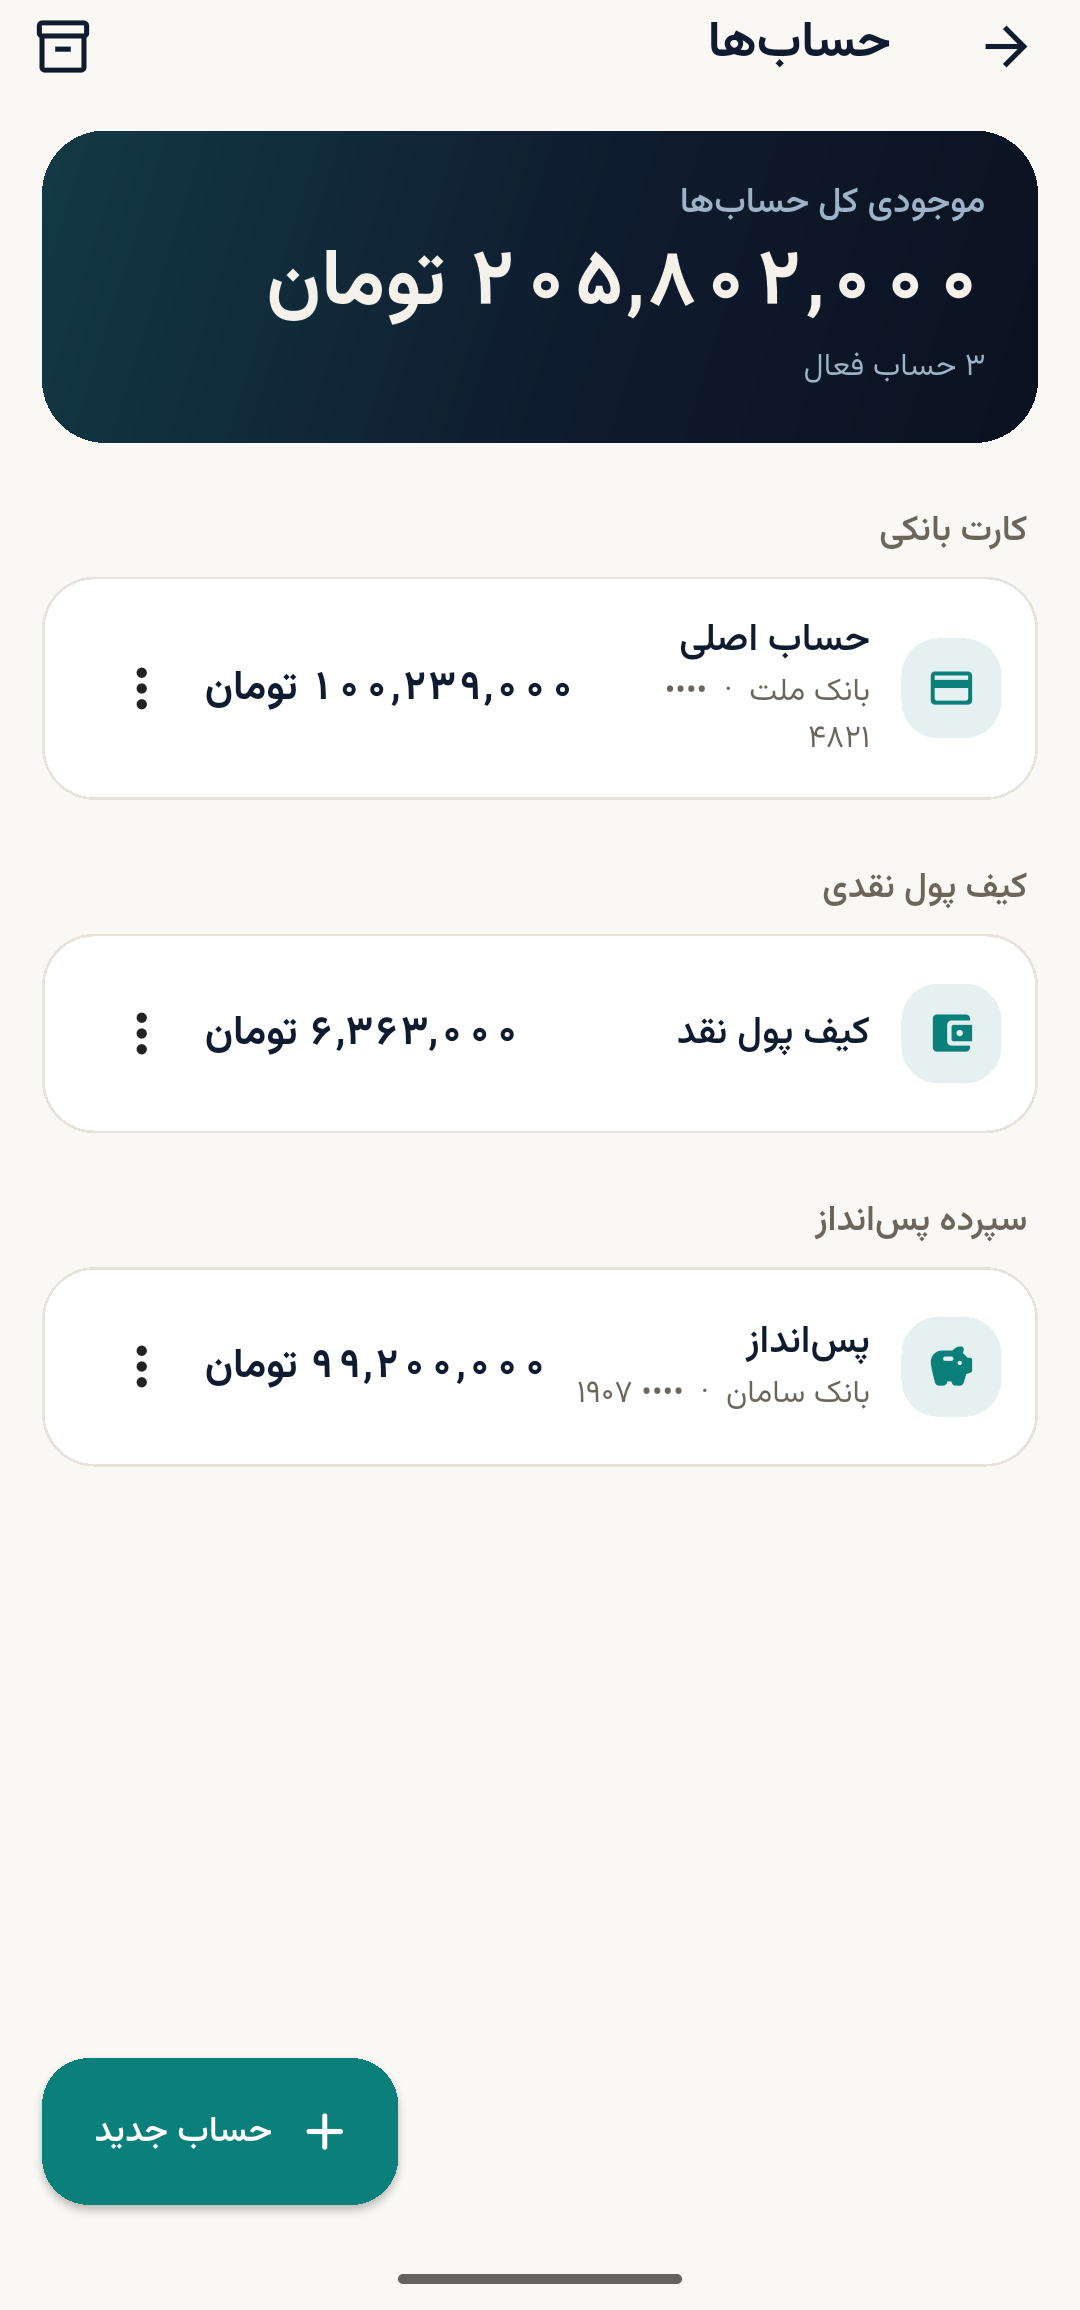 حساب‌ها
موجودی کل حساب‌ها
۲۰۵,۸۰۲,۰۰۰ تومان
۳ حساب فعال
کارت بانکی
حساب اصلی
بانک ملت · ••••
۴۸۲۱
۱۰۰,۲۳۹,۰۰۰ تومان
کیف پول نقدی
کیف پول نقد
۶,۳۶۳,۰۰۰ تومان
سپرده پس‌انداز
پس‌انداز
بانک سامان · •••• ۱۹۰۷
۹۹,۲۰۰,۰۰۰ تومان
حساب جدید